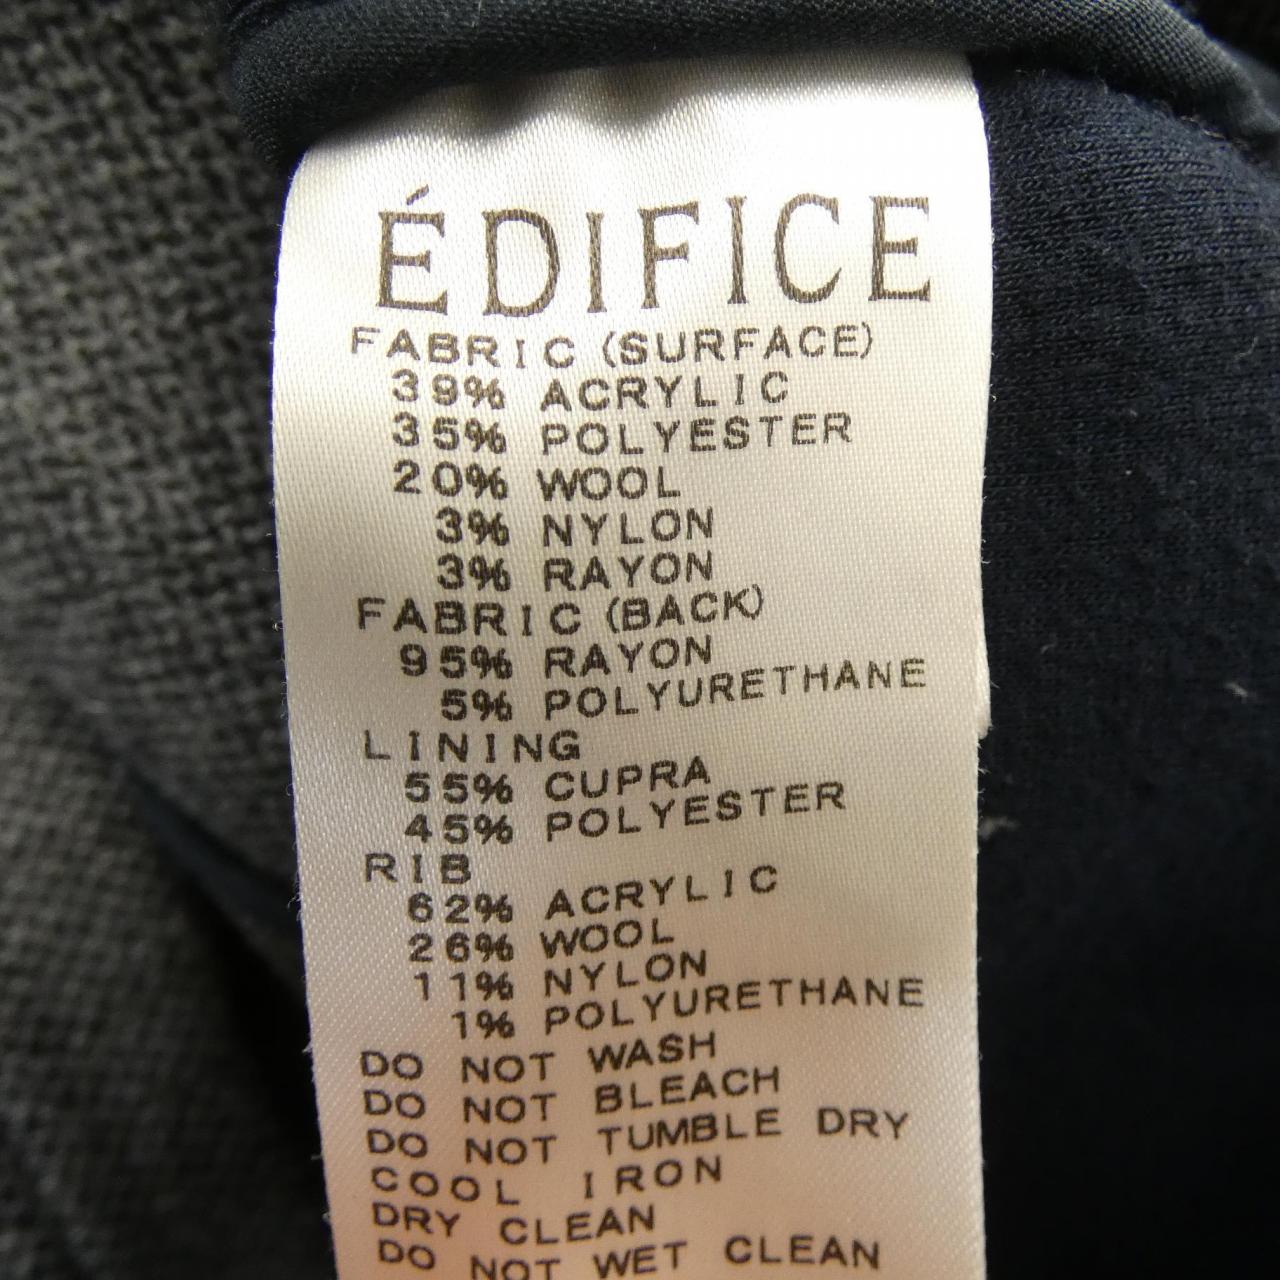 ÉDIFICE
FABRIC (SURFACE)
39% ACRYLIC
35% POLYESTER
20% WOOL
3% NYLON
3% RAYON
FABRIC (BACK)
95% RAYON
5% POLYURETHANE
LINING
55% CUPRA
45% POLYESTER
RIB
62% ACRYLIC
26% WOOL
11% NYLON
1% POLYURETHANE
DO NOT WASH
DO NOT BLEACH
DO NOT TUMBLE DRY
COOL IRON
DRY CLEAN
DO NOT WET CLEAN